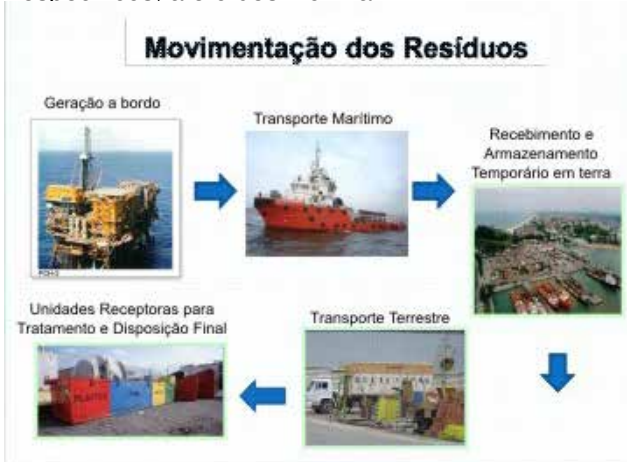 Movimentação dos Resíduos
Geração a bordo
Transporte Marítimo
Recebimento e
Armazenamento
Temporário em terra
Transporte Terrestre
Unidades Receptoras para
Tratamento e Disposição Final